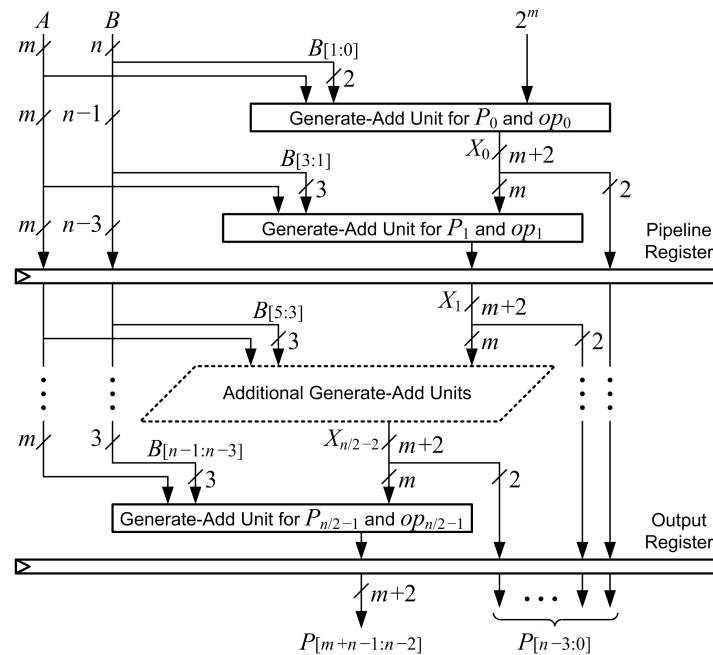 A B 2^m
m n B[1:0] 2
Generate-Add Unit for P₀ and op₀
m n−1
X₀ m+2
B[3:1] 3 m 2
Generate-Add Unit for P₁ and op₁
m n−3
Pipeline
Register
X₁ m+2
B[5:3] 3 m 2
Additional Generate-Add Units
m 3 B[n−1:n−3] 3
X_{n/2−2} m+2
m 2
Generate-Add Unit for P_{n/2−1} and op_{n/2−1}
Output
Register
m+2
P[m+n−1:n−2] P[n−3:0]